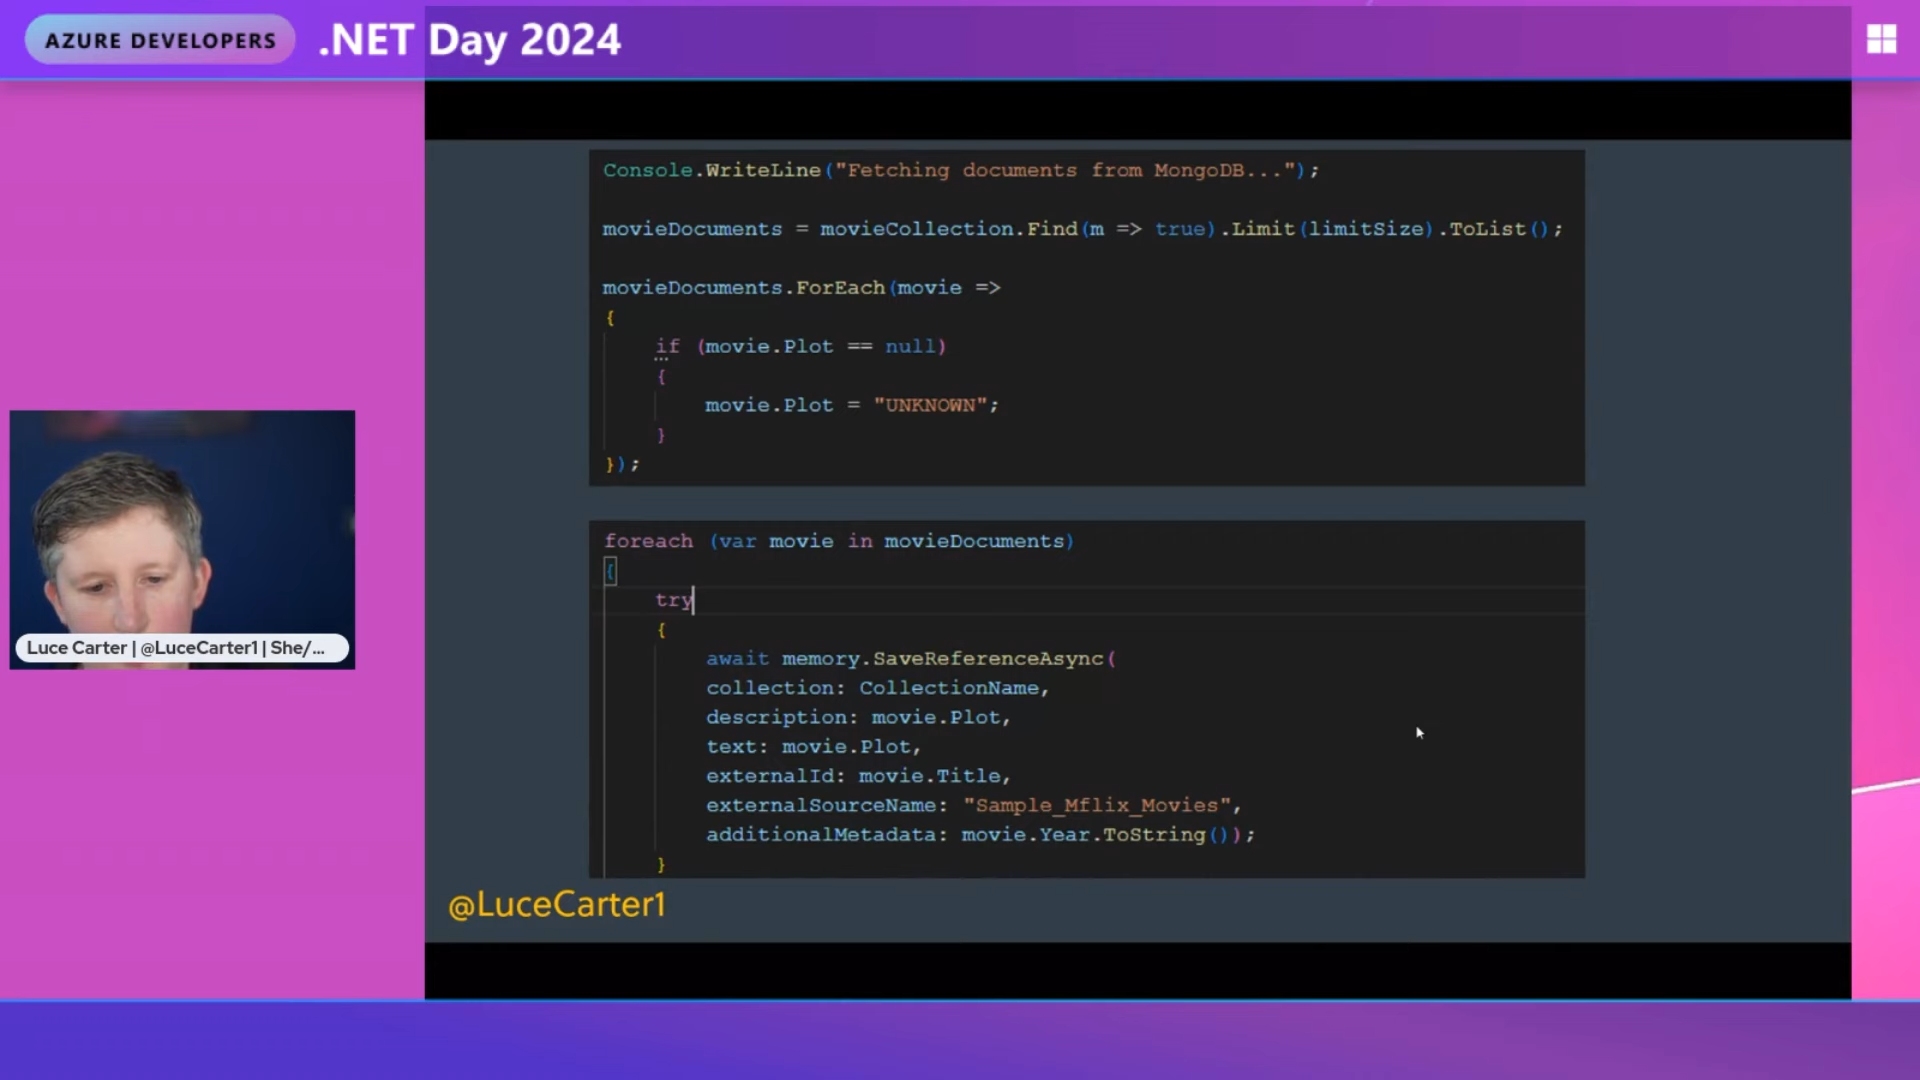 AZURE DEVELOPERS .NET Day 2024
Console.WriteLine("Fetching documents from MongoDB...");
movieDocuments = movieCollection.Find(m => true).Limit(limitSize).ToList();
movieDocuments.ForEach(movie =>
{
if (movie.Plot == null)
{
movie.Plot = "UNKNOWN";
}
});
foreach (var movie in movieDocuments)
{
try
{
await memory.SaveReferenceAsync(
collection: CollectionName,
description: movie.Plot,
text: movie.Plot,
externalId: movie.Title,
externalSourceName: "Sample_Mflix_Movies",
additionalMetadata: movie.Year.ToString());
}
@LuceCarter1
Luce Carter | @LuceCarter1 | She/...